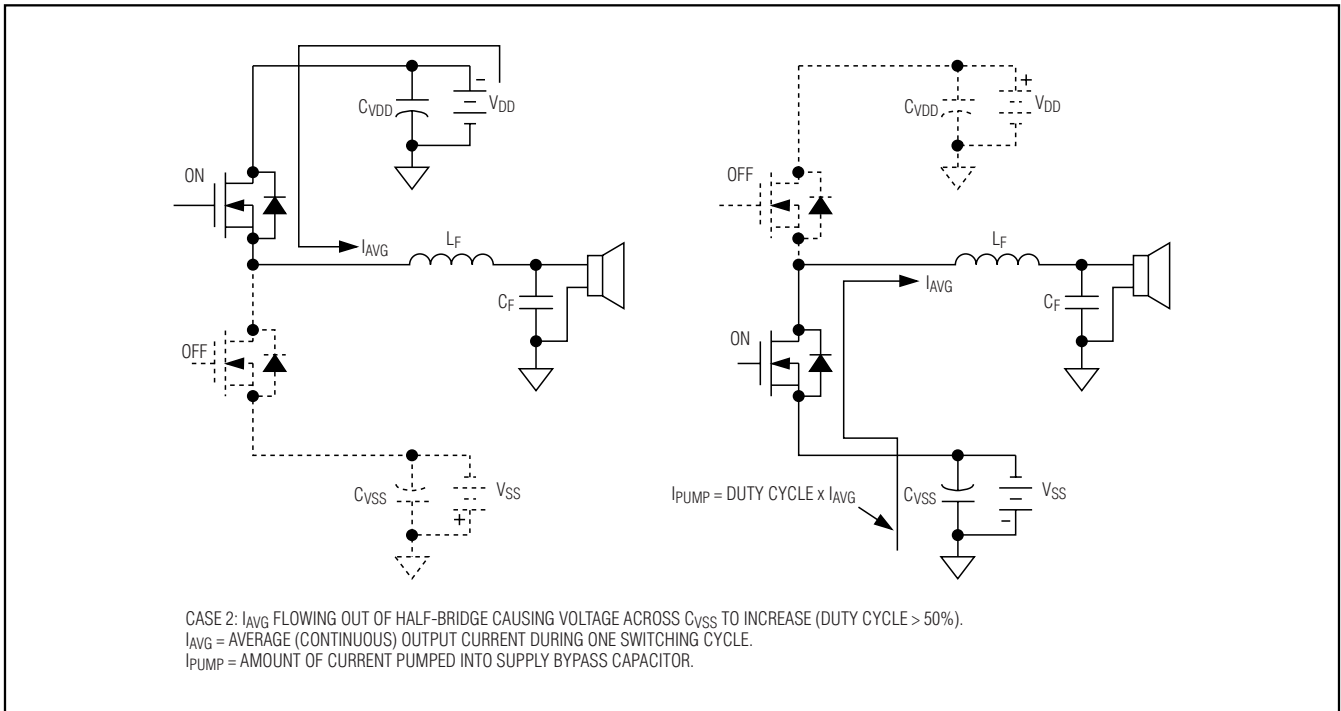 −
CVDD
VDD
ON
IAVG
LF
CF
OFF
CVSS
VSS
+
+
CVDD
VDD
OFF
LF
IAVG
CF
ON
IPUMP = DUTY CYCLE x IAVG
CVSS
VSS
−
CASE 2: IAVG FLOWING OUT OF HALF-BRIDGE CAUSING VOLTAGE ACROSS CVSS TO INCREASE (DUTY CYCLE > 50%).
IAVG = AVERAGE (CONTINUOUS) OUTPUT CURRENT DURING ONE SWITCHING CYCLE.
IPUMP = AMOUNT OF CURRENT PUMPED INTO SUPPLY BYPASS CAPACITOR.